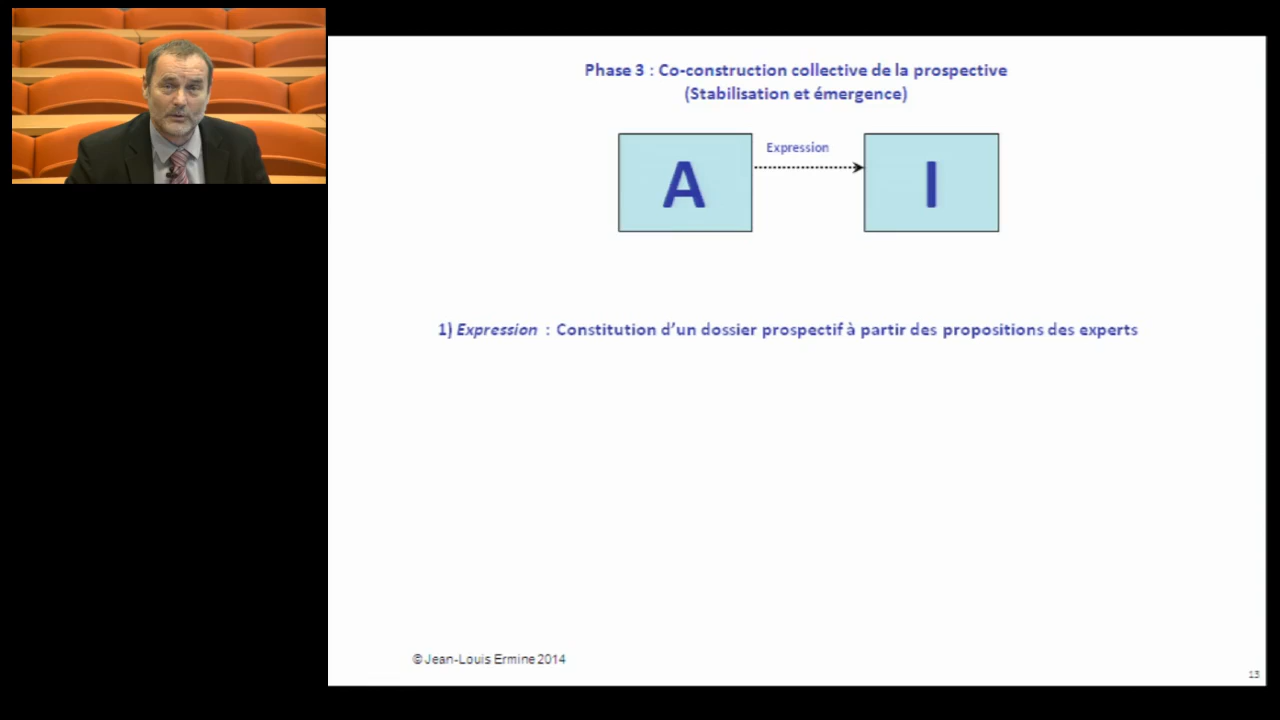 Phase 3 : Co-construction collective de la prospective
(Stabilisation et émergence)
Expression
A
I
1) Expression : Constitution d'un dossier prospectif à partir des propositions des experts
© Jean-Louis Ermine 2014
13